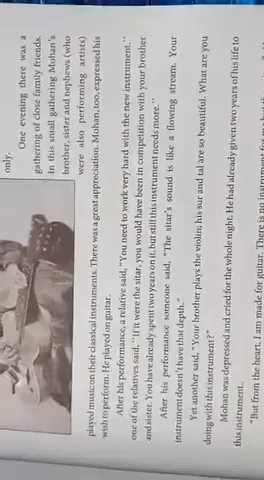 only.
One evening there was a
gathering of close family friends.
In this small gathering Mohan's
brother, sister and nephews (who
were also performing artists)
played music on their classical instruments. There was a great appreciation. Mohan, too, expressed his
wish to perform. He played on guitar.
After his performance, a relative said, "You need to work very hard with the new instrument."
one of the relatives said, "If it were the sitar, you would have been in competition with your brother
and sister. You have already spent two years on it, but still this instrument needs more."
After his performance someone said, "The sitar's sound is like a flowing stream. Your
instrument doesn't have that depth."
Yet another said, "Your brother plays the violin; his sur and tal are so beautiful. What are you
doing with this instrument?"
Mohan was depressed and cried for the whole night. He had already given two years of his life to
this instrument.
"But from the heart, I am made for guitar. There is no instrument for